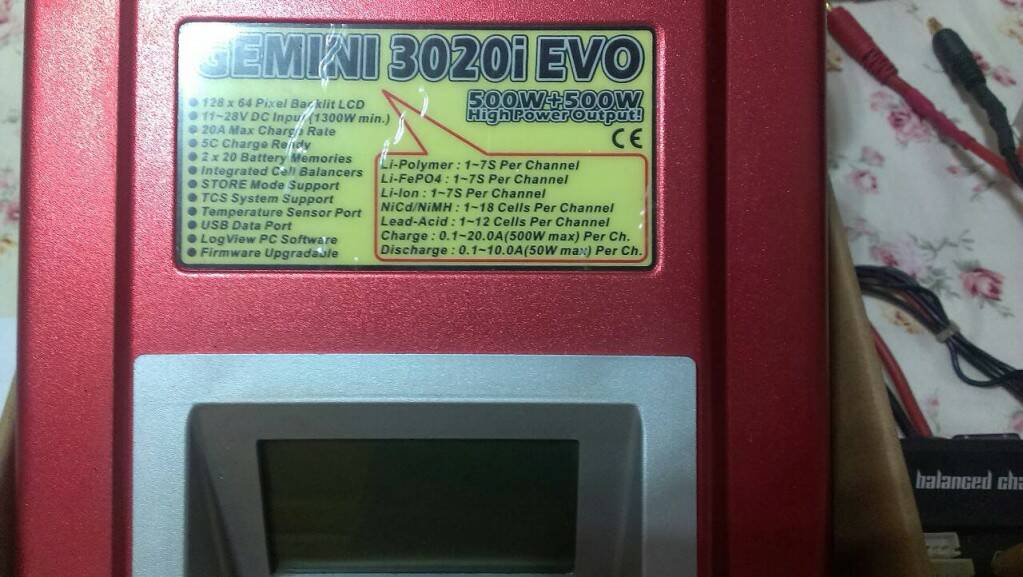 GEMINI 3020i EVO
500W+500W
High Power Output!
128 x 64 Pixel Backlit LCD
11~28V DC Input (1300W min.)
20A Max Charge Rate
5C Charge Ready
2 x 20 Battery Memories
Integrated Cell Balancers
STORE Mode Support
TCS System Support
Temperature Sensor Port
USB Data Port
LogView PC Software
Firmware Upgradable
CE
Li-Polymer : 1~7S Per Channel
Li-FePO4 : 1~7S Per Channel
Li-Ion : 1~7S Per Channel
NiCd/NiMH : 1~18 Cells Per Channel
Lead-Acid : 1~12 Cells Per Channel
Charge : 0.1~20.0A(500W max) Per Ch.
Discharge : 0.1~10.0A(50W max) Per Ch.
balanced cha